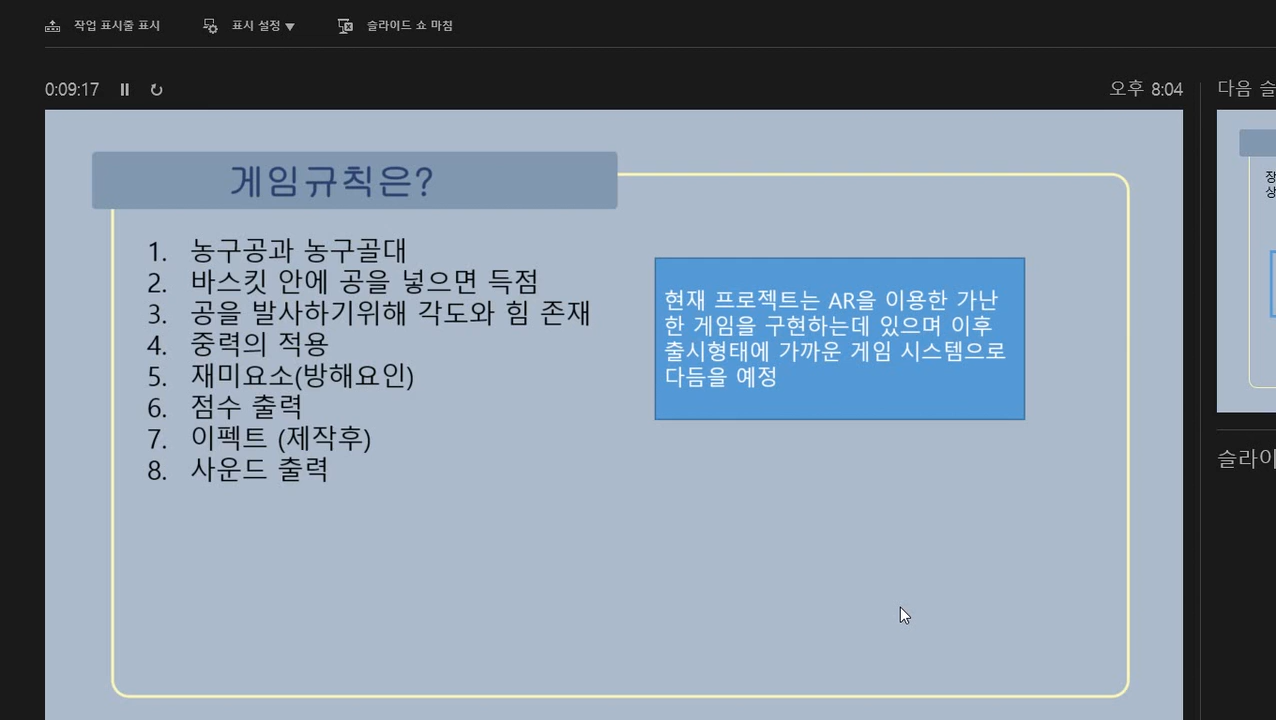 작업 표시줄 표시 표시 설정 슬라이드 쇼 마침
0:09:17 오후 8:04
다음 슬
게임규칙은?
1. 농구공과 농구골대
2. 바스킷 안에 공을 넣으면 득점
3. 공을 발사하기위해 각도와 힘 존재
4. 중력의 적용
5. 재미요소(방해요인)
6. 점수 출력
7. 이펙트 (제작후)
8. 사운드 출력
현재 프로젝트는 AR을 이용한 가난
한 게임을 구현하는데 있으며 이후
출시형태에 가까운 게임 시스템으로
다듬을 예정
장
상
슬라이